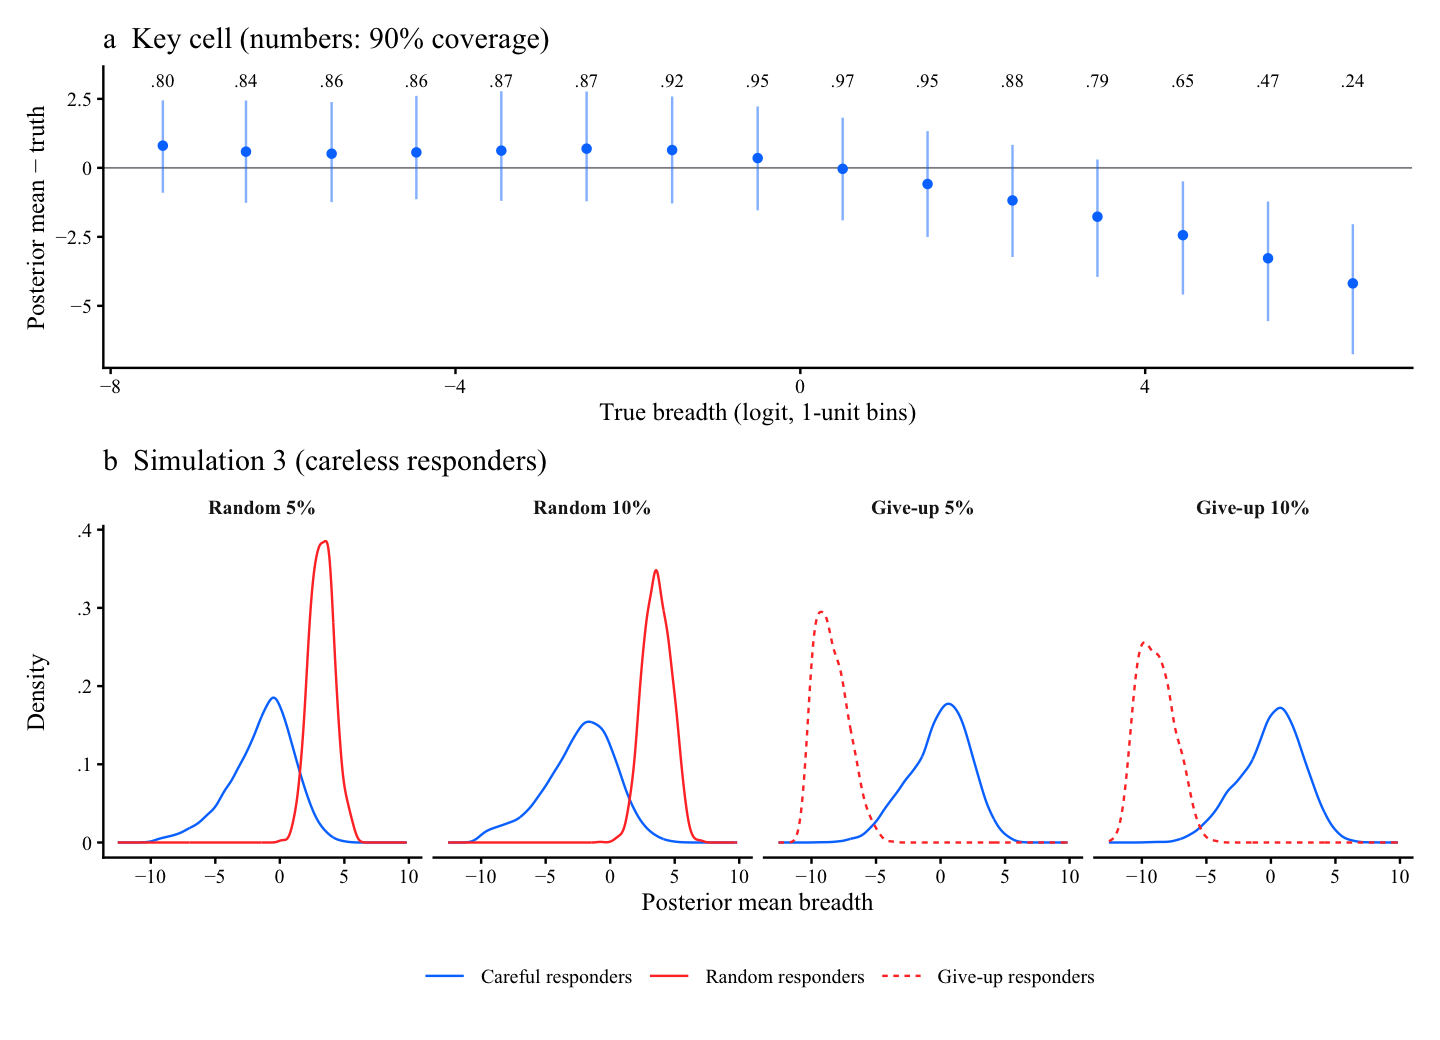 a Key cell (numbers: 90% coverage)
.80 .84 .86 .86 .87 .87 .92 .95 .97 .95 .88 .79 .65 .47 .24
Posterior mean − truth
2.5
0
−2.5
−5
−8 −4 0 4
True breadth (logit, 1-unit bins)
b Simulation 3 (careless responders)
Random 5% Random 10% Give-up 5% Give-up 10%
Density
.4
.3
.2
.1
0
−10 −5 0 5 10 −10 −5 0 5 10 −10 −5 0 5 10 −10 −5 0 5 10
Posterior mean breadth
Careful responders Random responders Give-up responders